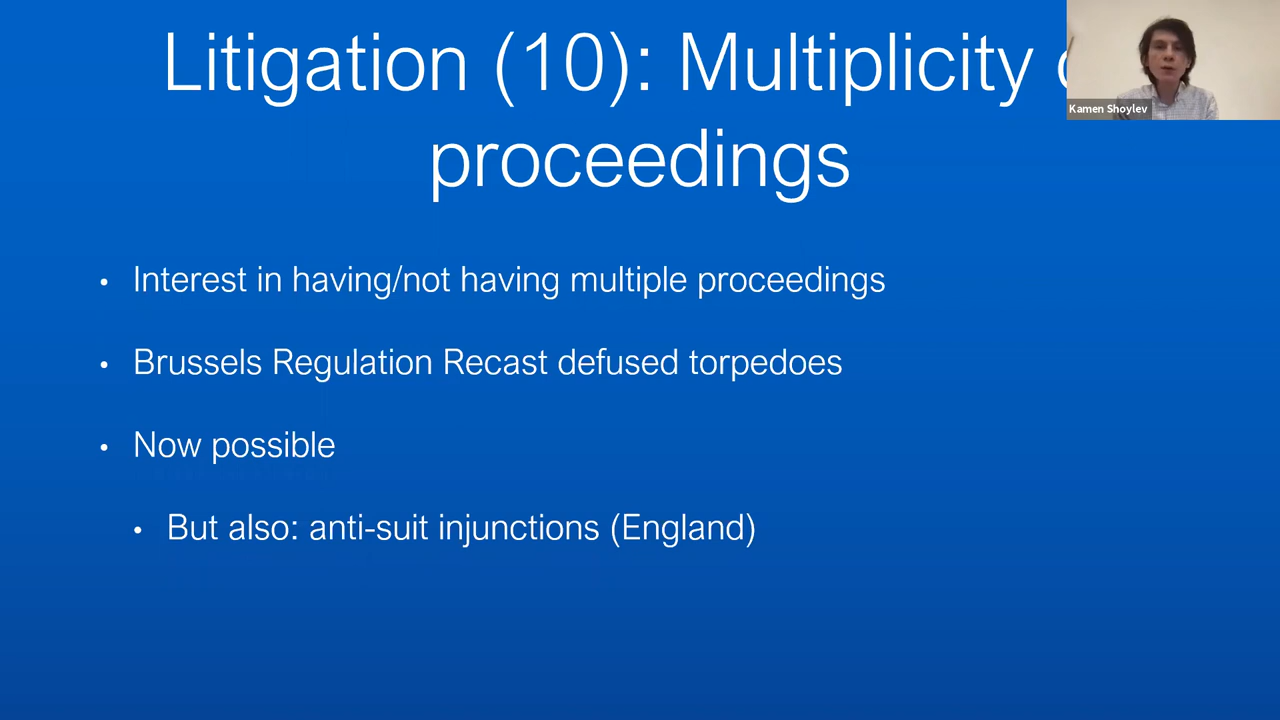 Litigation (10): Multiplicity
proceedings
Kamen Shoylev
• Interest in having/not having multiple proceedings
• Brussels Regulation Recast defused torpedoes
• Now possible
• But also: anti-suit injunctions (England)